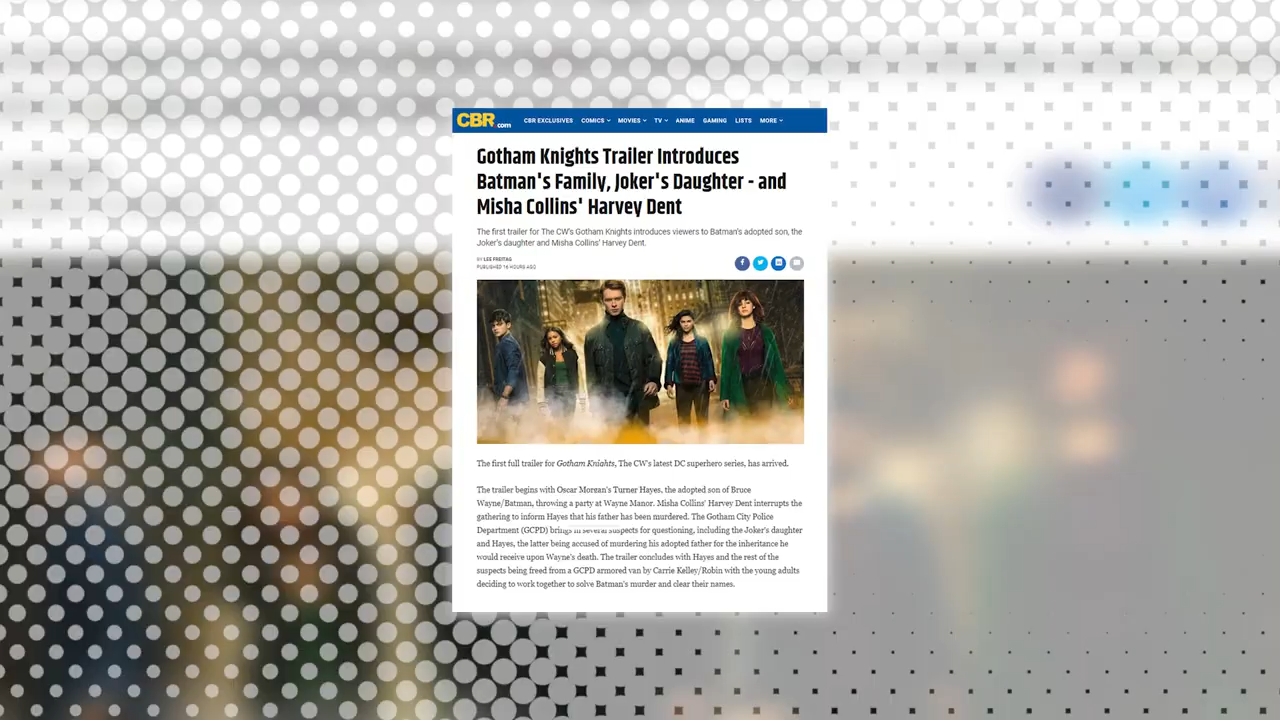 CBR.com CBR EXCLUSIVES COMICS MOVIES TV ANIME GAMING LISTS MORE
Gotham Knights Trailer Introduces
Batman's Family, Joker's Daughter - and
Misha Collins' Harvey Dent
The first trailer for The CW's Gotham Knights introduces viewers to Batman's adopted son, the
Joker's daughter and Misha Collins' Harvey Dent.
BY LEE FREITAG
PUBLISHED 16 HOURS AGO
The first full trailer for Gotham Knights, The CW's latest DC superhero series, has arrived.
The trailer begins with Oscar Morgan's Turner Hayes, the adopted son of Bruce
Wayne/Batman, throwing a party at Wayne Manor. Misha Collins' Harvey Dent interrupts the
gathering to inform Hayes that his father has been murdered. The Gotham City Police
Department (GCPD) brings in several suspects for questioning, including the Joker's daughter
and Hayes, the latter being accused of murdering his adopted father for the inheritance he
would receive upon Wayne's death. The trailer concludes with Hayes and the rest of the
suspects being freed from a GCPD armored van by Carrie Kelley/Robin with the young adults
deciding to work together to solve Batman's murder and clear their names.